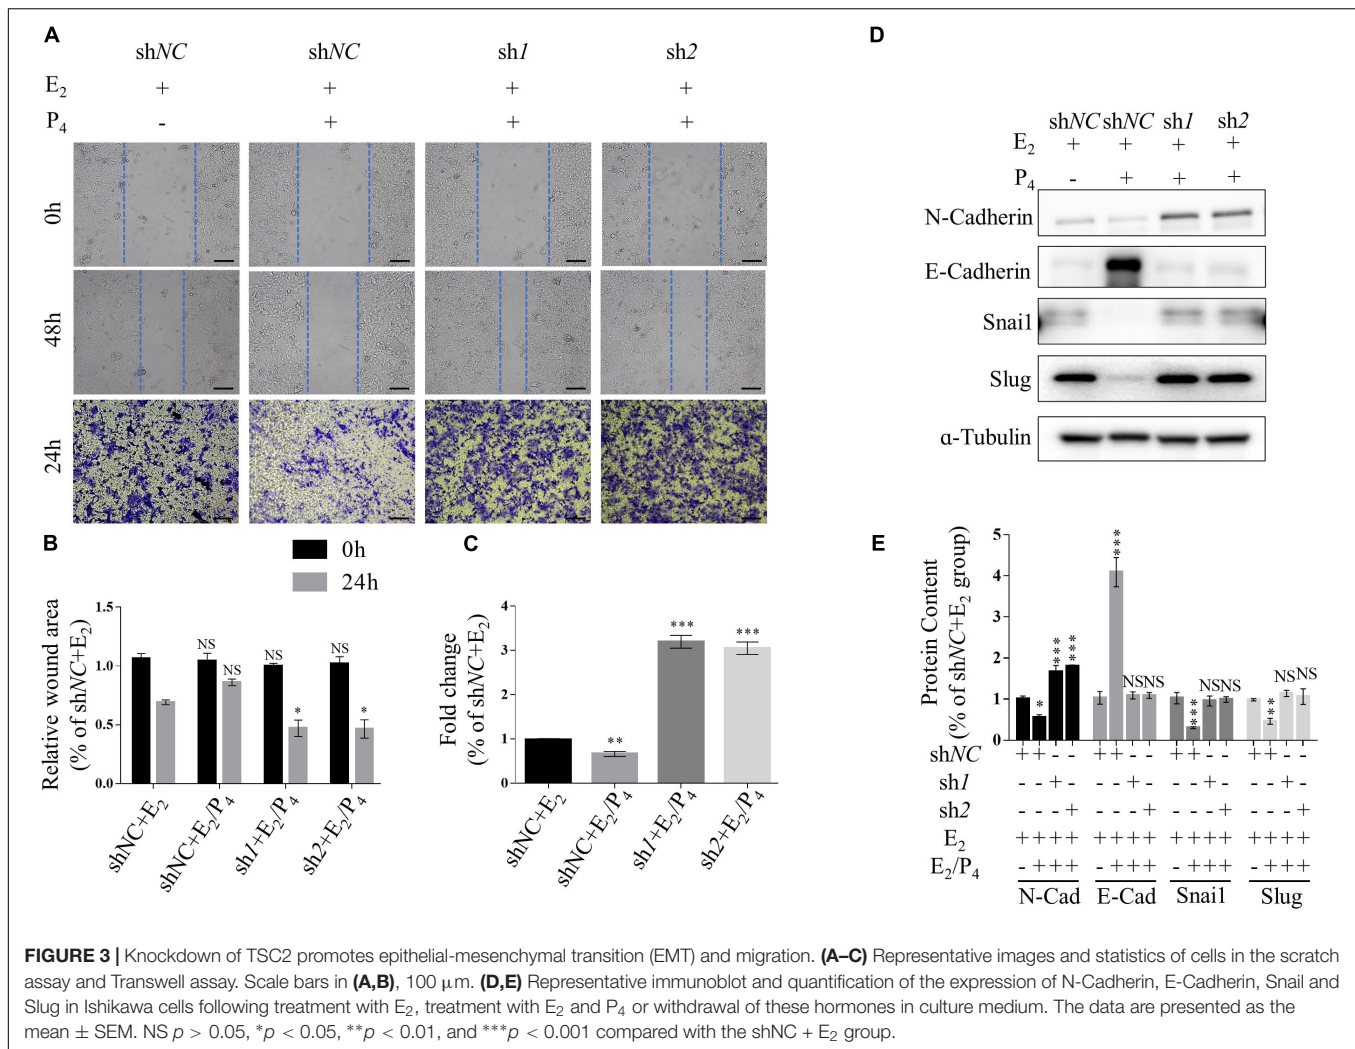 A
shNC shNC sh1 sh2
E2 + + + +
P4 - + + +
0h
48h
24h
B
0h
24h
Relative wound area
(% of shNC+E2)
1.5
1.0
0.5
0.0
NS NS NS * NS *
shNC+E2 shNC+E2/P4 sh1+E2/P4 sh2+E2/P4
C
Fold change
(% of shNC+E2)
4
3
2
1
0
** *** ***
shNC+E2 shNC+E2/P4 sh1+E2/P4 sh2+E2/P4
D
shNC shNC sh1 sh2
E2 + + + +
P4 - + + +
N-Cadherin
E-Cadherin
Snai1
Slug
α-Tubulin
E
Protein Content
(% of shNC+E2 group)
5
4
3
2
1
0
* *** *** *** NS NS *** NS NS ** NS NS
shNC + + - - + + - - + + - - + + - -
sh1 - - + - - - + - - - + - - - + -
sh2 - - - + - - - + - - - + - - - +
E2 + + + + + + + + + + + + + + + +
E2/P4 - + + + - + + + - + + + - + + +
N-Cad E-Cad Snai1 Slug
FIGURE 3 | Knockdown of TSC2 promotes epithelial-mesenchymal transition (EMT) and migration. (A–C) Representative images and statistics of cells in the scratch
assay and Transwell assay. Scale bars in (A,B), 100 μm. (D,E) Representative immunoblot and quantification of the expression of N-Cadherin, E-Cadherin, Snail and
Slug in Ishikawa cells following treatment with E2, treatment with E2 and P4 or withdrawal of these hormones in culture medium. The data are presented as the
mean ± SEM. NS p > 0.05, *p < 0.05, **p < 0.01, and ***p < 0.001 compared with the shNC + E2 group.